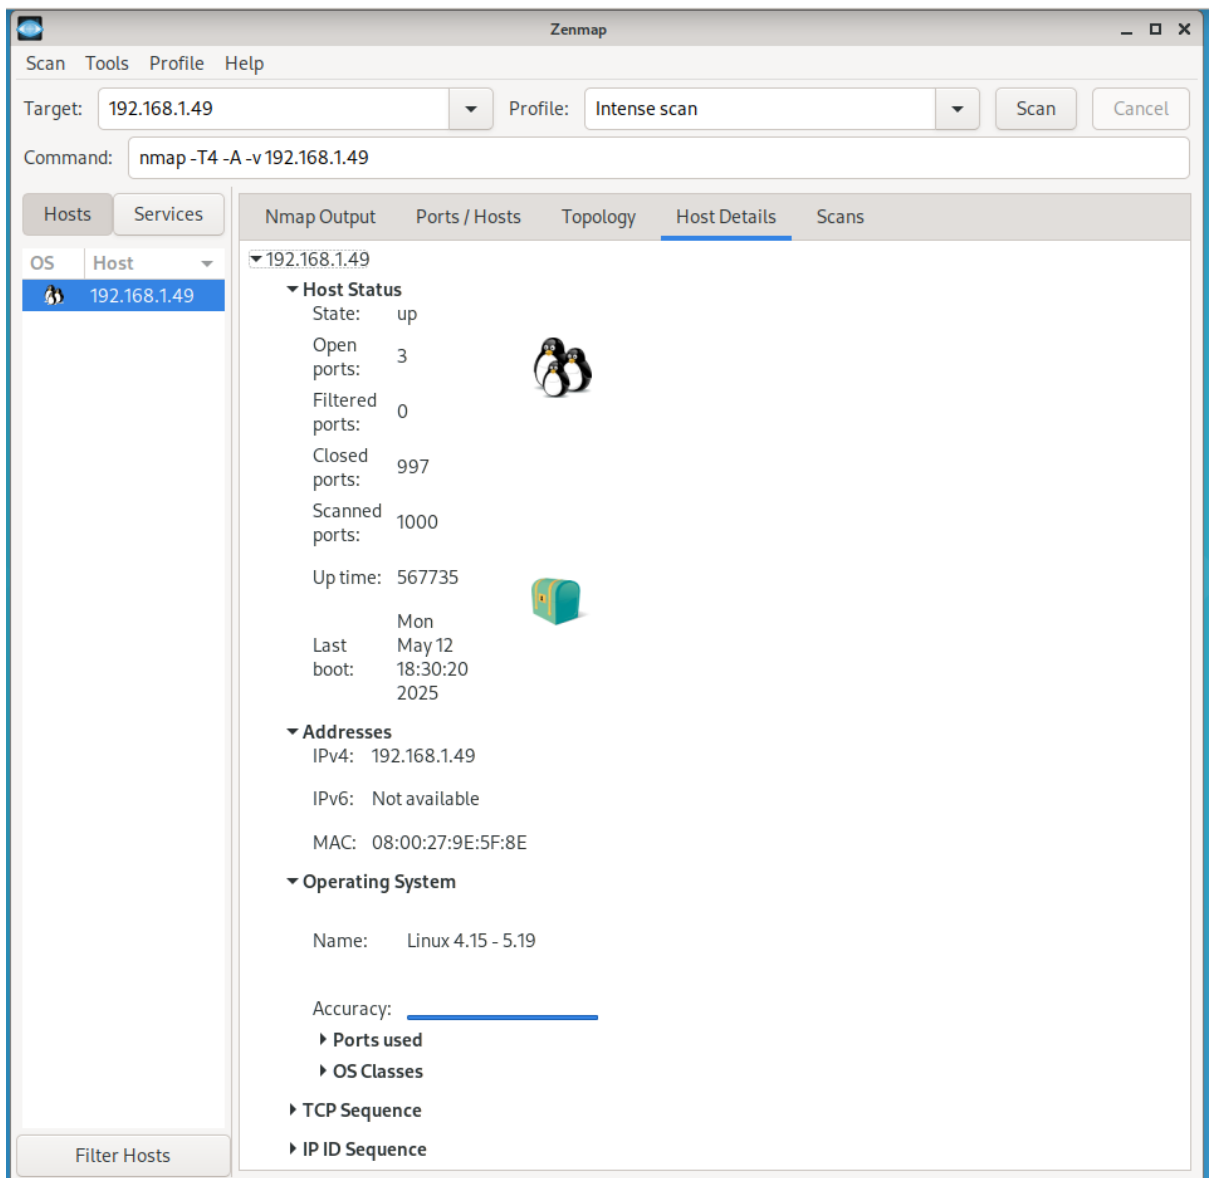 Zenmap
Scan Tools Profile Help
Target: 192.168.1.49 Profile: Intense scan Scan Cancel
Command: nmap -T4 -A -v 192.168.1.49
Hosts Services
Nmap Output Ports / Hosts Topology Host Details Scans
OS Host
192.168.1.49
192.168.1.49
Host Status
State: up
Open
ports: 3
Filtered
ports: 0
Closed
ports: 997
Scanned
ports: 1000
Up time: 567735
Last
boot:
Mon
May 12
18:30:20
2025
Addresses
IPv4: 192.168.1.49
IPv6: Not available
MAC: 08:00:27:9E:5F:8E
Operating System
Name: Linux 4.15 - 5.19
Accuracy:
Ports used
OS Classes
TCP Sequence
IP ID Sequence
Filter Hosts